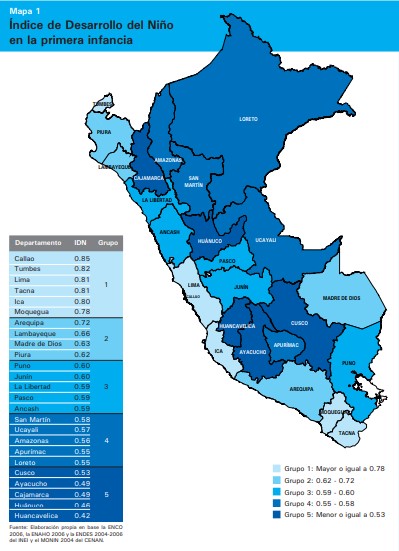 Mapa 1
Índice de Desarrollo del Niño
en la primera infancia
TUMBES
PIURA
LAMBAYEQUE
CAJAMARCA
AMAZONAS
LORETO
SAN
MARTÍN
LA LIBERTAD
ANCASH
HUÁNUCO
UCAYALI
PASCO
LIMA
CALLAO
JUNÍN
MADRE DE DIOS
HUANCAVELICA
CUSCO
ICA
AYACUCHO
APURÍMAC
PUNO
AREQUIPA
MOQUEGUA
TACNA
Departamento IDN Grupo
Callao 0.85
Tumbes 0.82
Lima 0.81
Tacna 0.81
Ica 0.80
Moquegua 0.78
1
Arequipa 0.72
Lambayeque 0.66
Madre de Dios 0.63
Piura 0.62
2
Puno 0.60
Junín 0.60
La Libertad 0.59
Pasco 0.59
Ancash 0.59
3
San Martín 0.58
Ucayali 0.57
Amazonas 0.56
Apurímac 0.55
Loreto 0.55
4
Cusco 0.53
Ayacucho 0.49
Cajamarca 0.49
Huánuco 0.46
Huancavelica 0.42
5
Fuente: Elaboración propia en base la ENCO
2006, la ENAHO 2006 y la ENDES 2004-2006
del INEI y el MONIN 2004 del CENAN.
Grupo 1: Mayor o igual a 0.78
Grupo 2: 0.62 - 0.72
Grupo 3: 0.59 - 0.60
Grupo 4: 0.55 - 0.58
Grupo 5: Menor o igual a 0.53